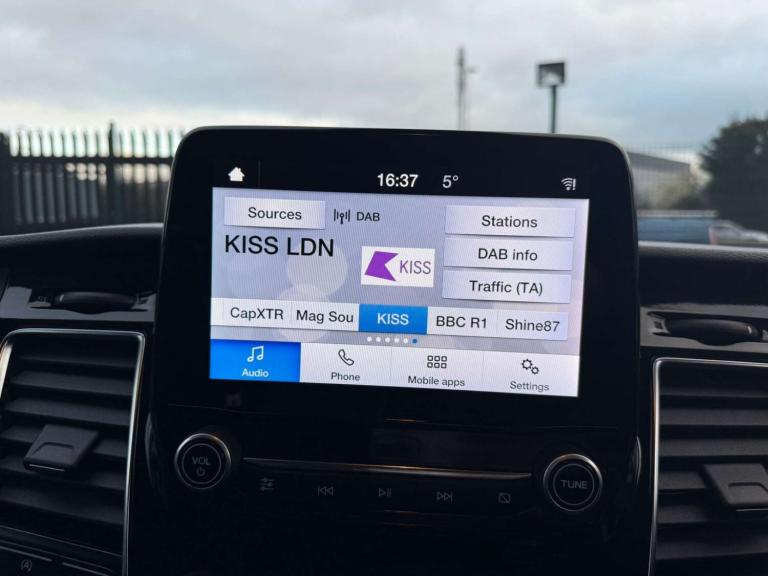 16:37 5°
Sources DAB Stations
KISS LDN
KISS
DAB info
Traffic (TA)
CapXTR Mag Sou KISS BBC R1 Shine87
Audio Phone Mobile apps Settings
VOL
TUNE